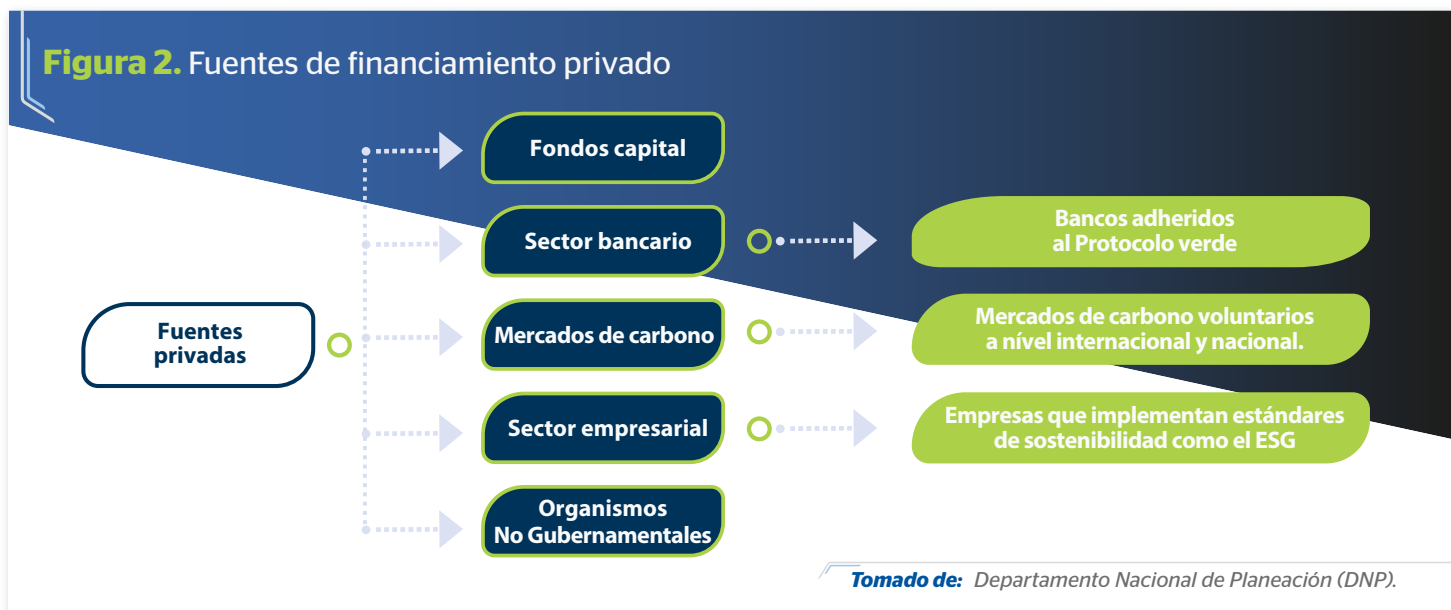 Figura 2. Fuentes de financiamiento privado
Fondos capital
Sector bancario
Bancos adheridos
al Protocolo verde
Fuentes
privadas
Mercados de carbono
Mercados de carbono voluntarios
a nível internacional y nacional.
Sector empresarial
Empresas que implementan estándares
de sostenibilidad como el ESG
Organismos
No Gubernamentales
Tomado de: Departamento Nacional de Planeación (DNP).